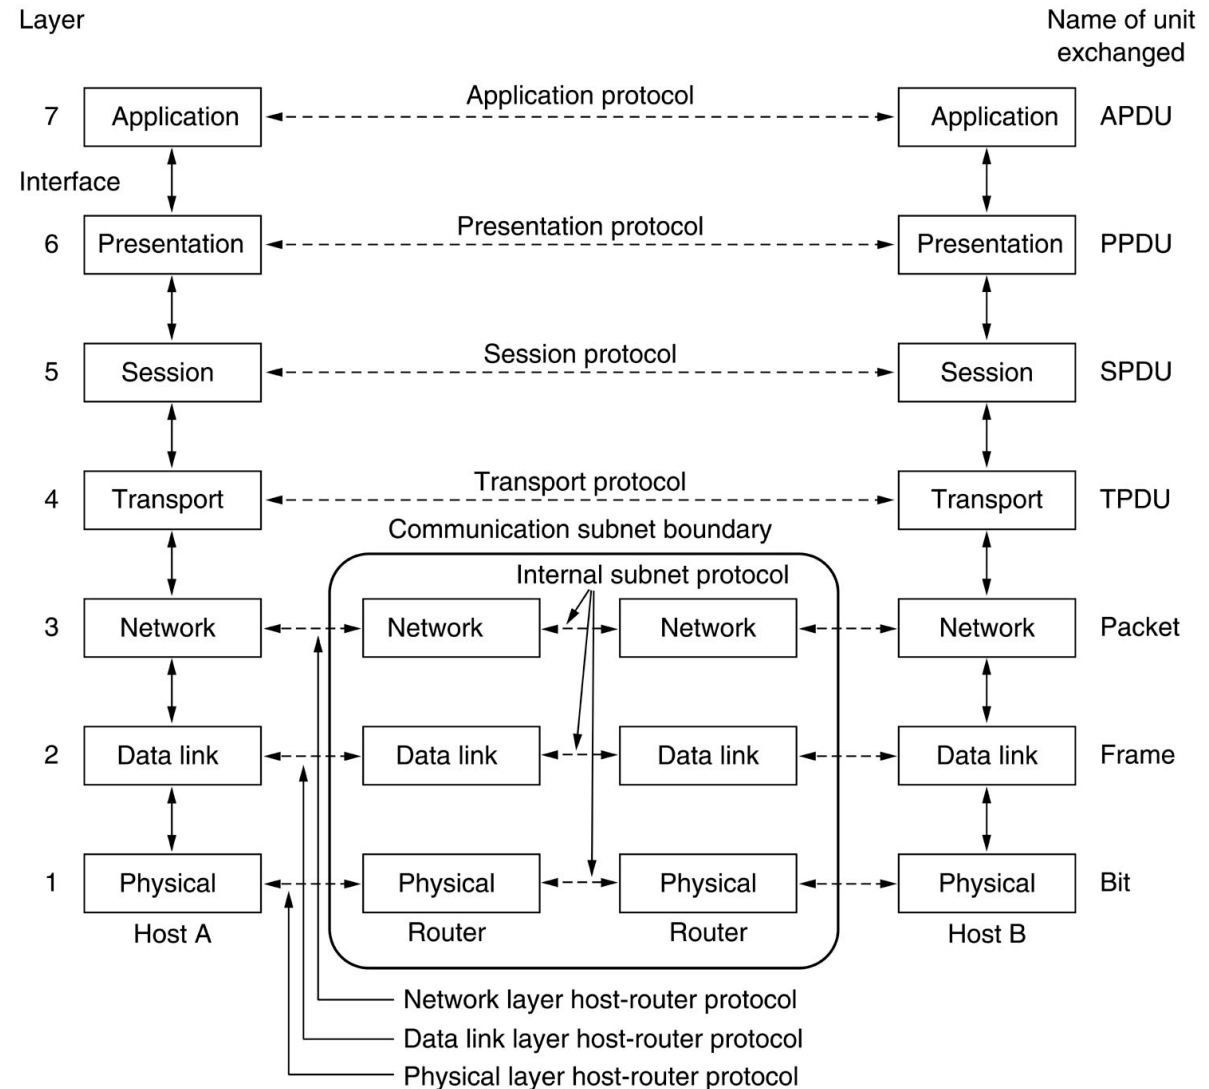 Layer
Name of unit
exchanged
7
Application
Application protocol
Application
APDU
Interface
6
Presentation
Presentation protocol
Presentation
PPDU
5
Session
Session protocol
Session
SPDU
4
Transport
Transport protocol
Transport
TPDU
Communication subnet boundary
Internal subnet protocol
3
Network
Network
Network
Network
Packet
2
Data link
Data link
Data link
Data link
Frame
1
Physical
Physical
Physical
Physical
Bit
Host A
Router
Router
Host B
Network layer host-router protocol
Data link layer host-router protocol
Physical layer host-router protocol